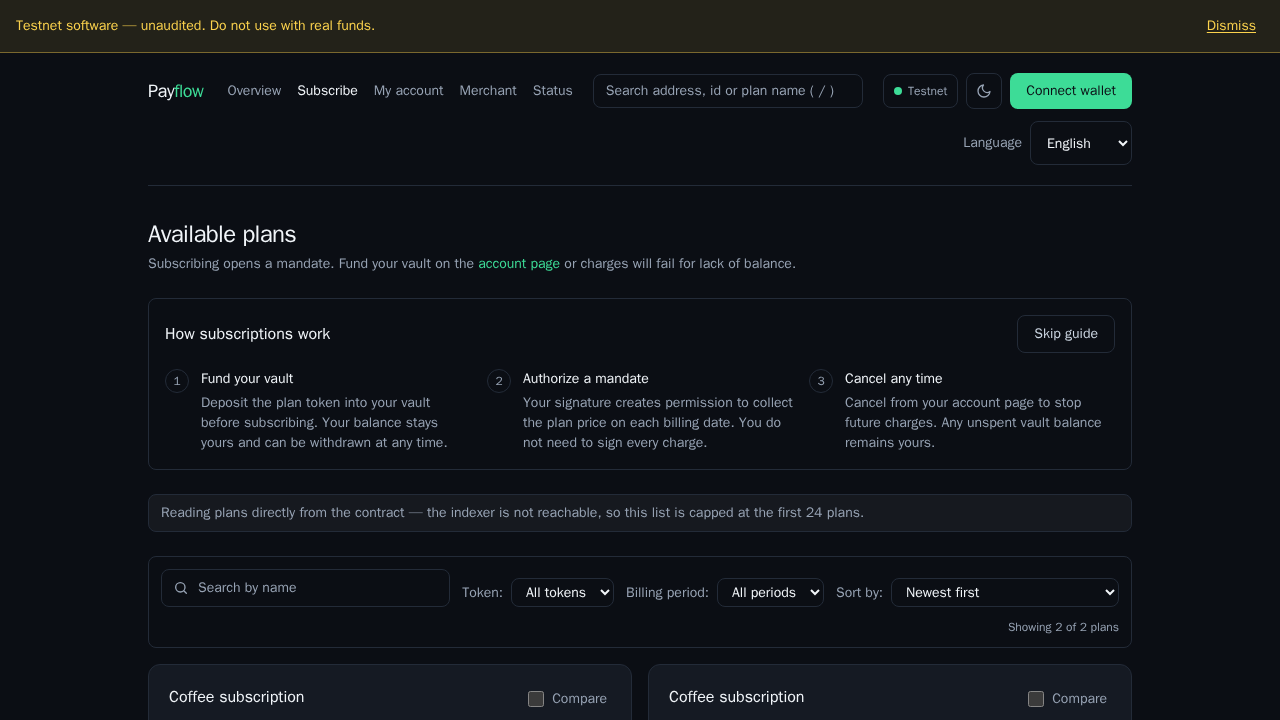 Testnet software — unaudited. Do not use with real funds.
Dismiss
Payflow
Overview
Subscribe
My account
Merchant
Status
Search address, id or plan name ( / )
Testnet
Connect wallet
Language
English
Available plans
Subscribing opens a mandate. Fund your vault on the account page or charges will fail for lack of balance.
How subscriptions work
Skip guide
1
Fund your vault
Deposit the plan token into your vault
before subscribing. Your balance stays
yours and can be withdrawn at any time.
2
Authorize a mandate
Your signature creates permission to collect
the plan price on each billing date. You do
not need to sign every charge.
3
Cancel any time
Cancel from your account page to stop
future charges. Any unspent vault balance
remains yours.
Reading plans directly from the contract — the indexer is not reachable, so this list is capped at the first 24 plans.
Search by name
Token:
All tokens
Billing period:
All periods
Sort by:
Newest first
Showing 2 of 2 plans
Coffee subscription
Compare
Coffee subscription
Compare